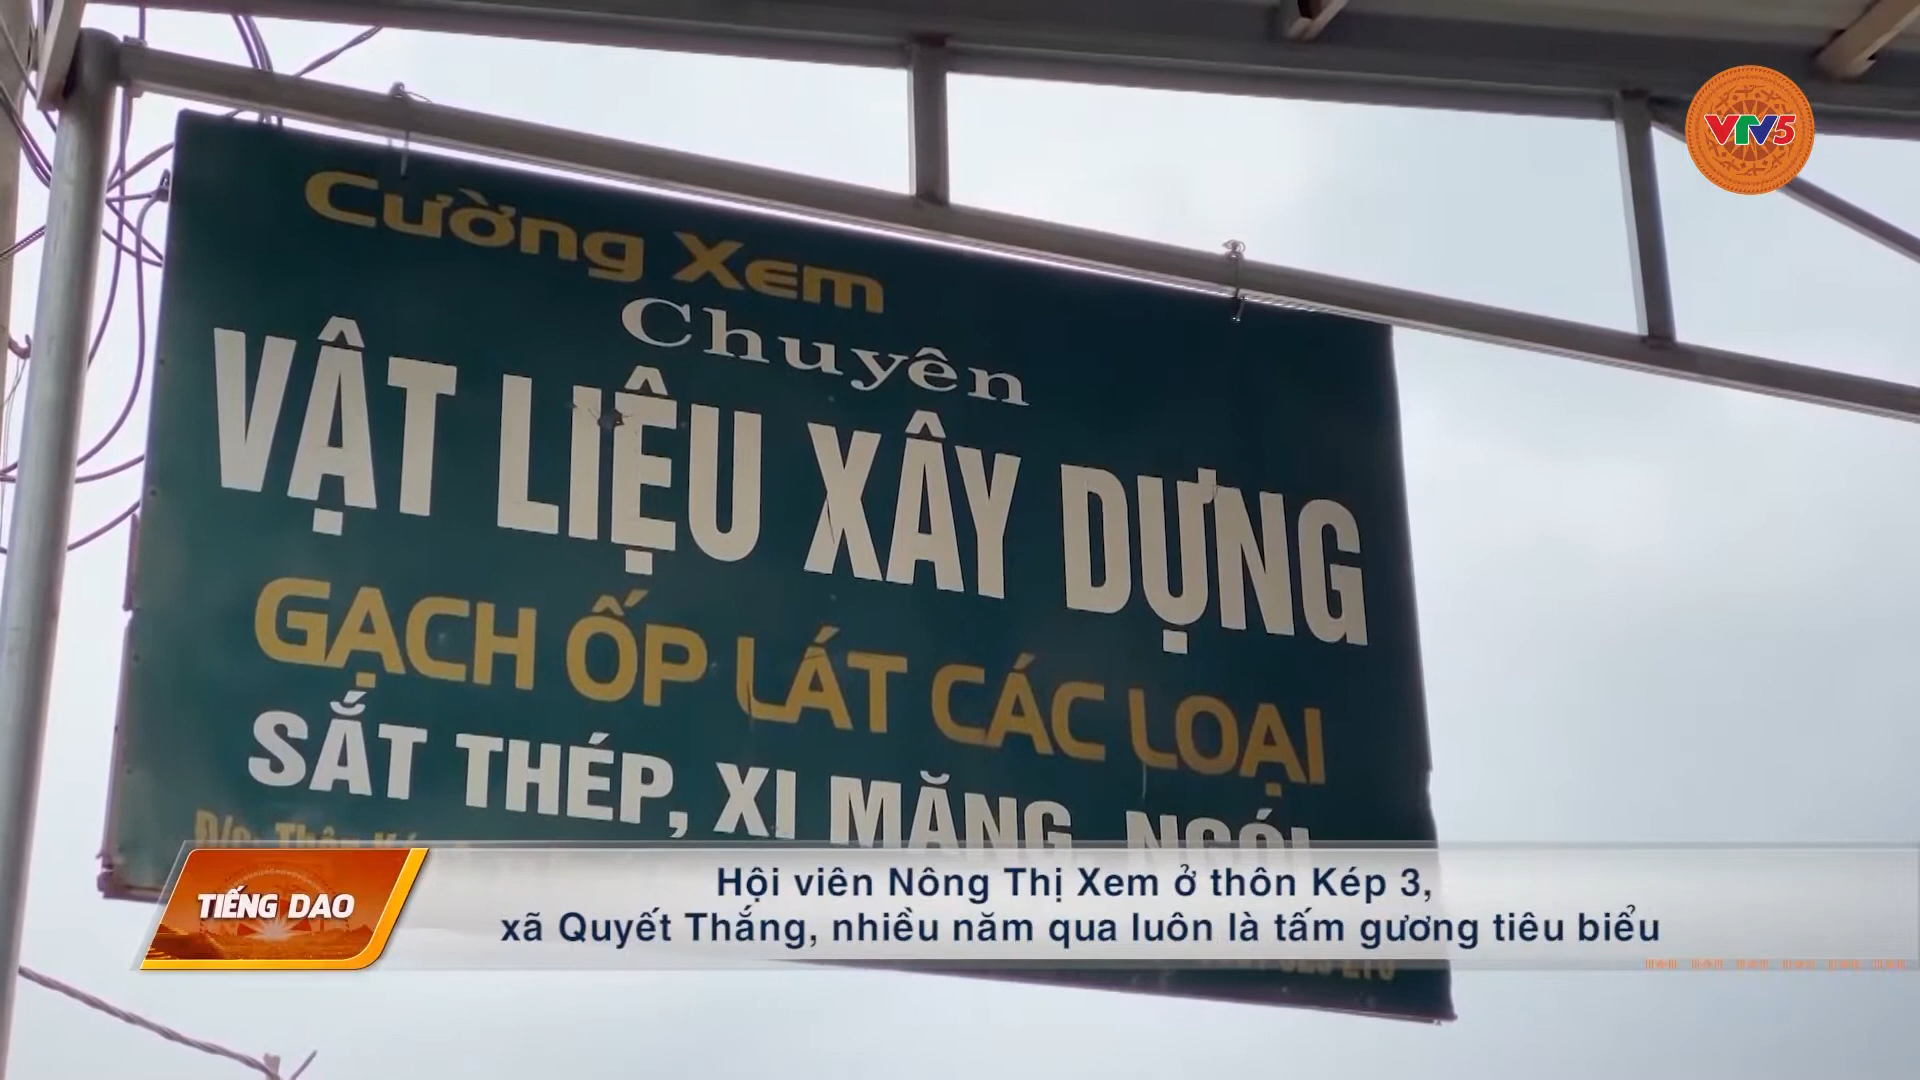 VTV5
Cường Xem
Chuyên
VẬT LIỆU XÂY DỰNG
GẠCH ỐP LÁT CÁC LOẠI
SẮT THÉP, XI MĂNG, NGÓI
Đ/c: Thôn Kép
TIẾNG DAO
Hội viên Nông Thị Xem ở thôn Kép 3,
xã Quyết Thắng, nhiều năm qua luôn là tấm gương tiêu biểu